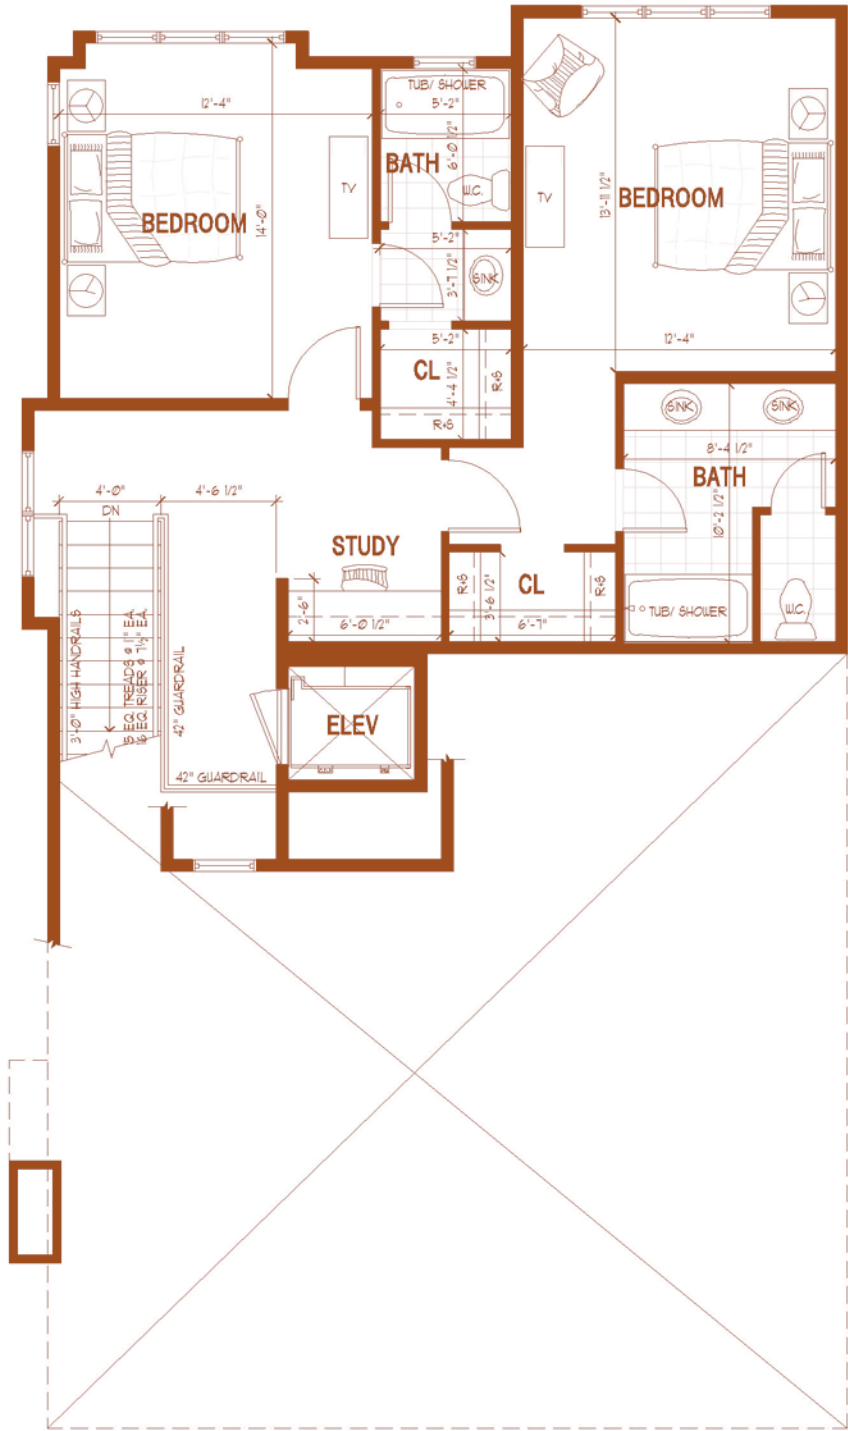 TUB/ SHOWER
12'-4"
5'-2"
6'-0 1/2"
BATH
TV
W.C.
TV
BEDROOM
14'-0"
13'-11 1/2"
BEDROOM
5'-2"
3'-7 1/2"
SINK
5'-2"
12'-4"
CL
4'-4 1/2"
R+S
R+S
SINK
SINK
8'-4 1/2"
BATH
10'-2 1/2"
4'-0"
4'-6 1/2"
DN
STUDY
R+S
3'-6 1/2"
CL
R+S
2'-6"
6'-0 1/2"
6'-7"
TUB/ SHOWER
W.C.
3'-0" HIGH HANDRAILS
15 EQ. TREADS @ 11" EA.
16 EQ. RISER @ 7 1/2" EA.
42" GUARDRAIL
ELEV
42" GUARDRAIL